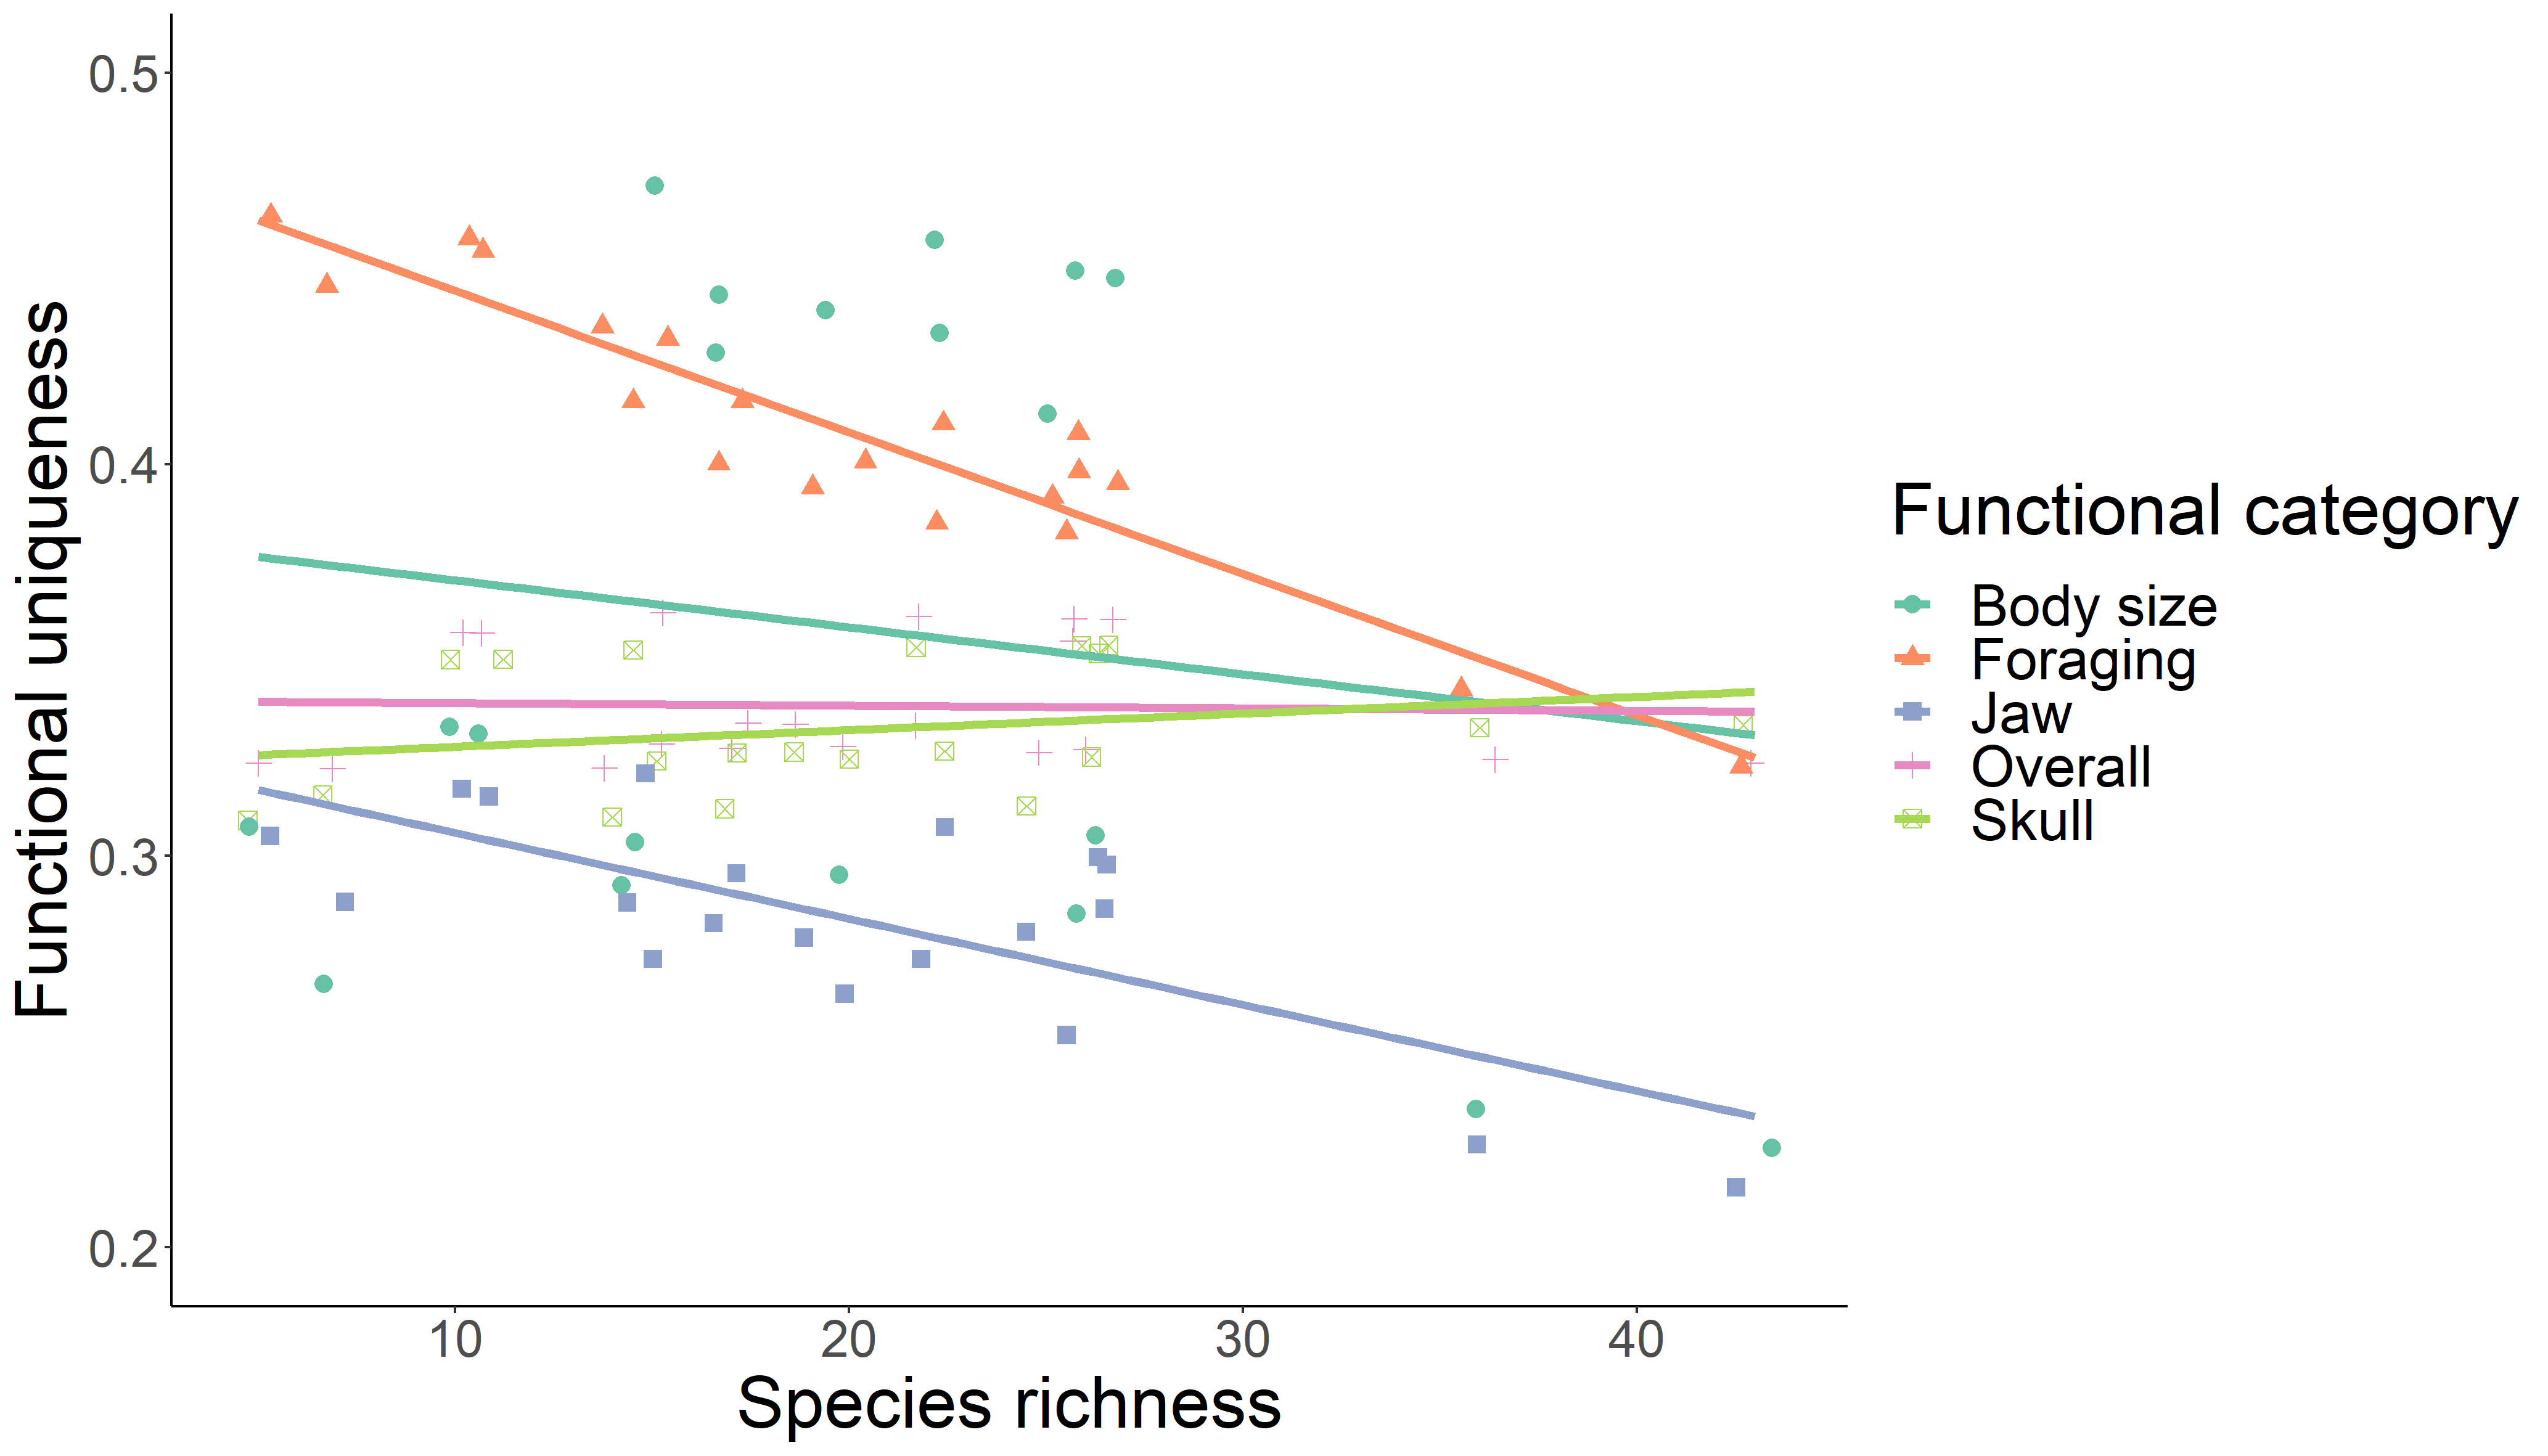 Functional uniqueness
0.5
0.4
0.3
0.2
10 20 30 40
Species richness
Functional category
Body size
Foraging
Jaw
Overall
Skull